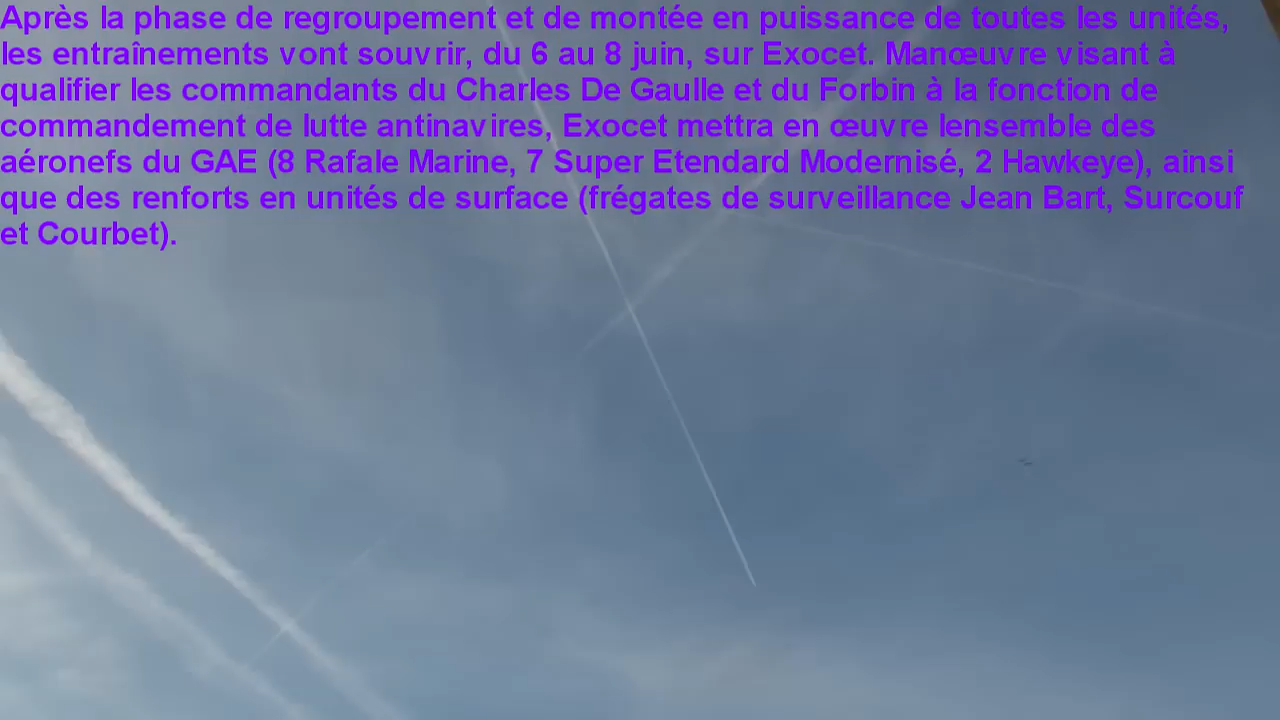 Après la phase de regroupement et de montée en puissance de toutes les unités,
les entraînements vont souvrir, du 6 au 8 juin, sur Exocet. Manœuvre visant à
qualifier les commandants du Charles De Gaulle et du Forbin à la fonction de
commandement de lutte antinavires, Exocet mettra en œuvre lensemble des
aéronefs du GAE (8 Rafale Marine, 7 Super Etendard Modernisé, 2 Hawkeye), ainsi
que des renforts en unités de surface (frégates de surveillance Jean Bart, Surcouf
et Courbet).